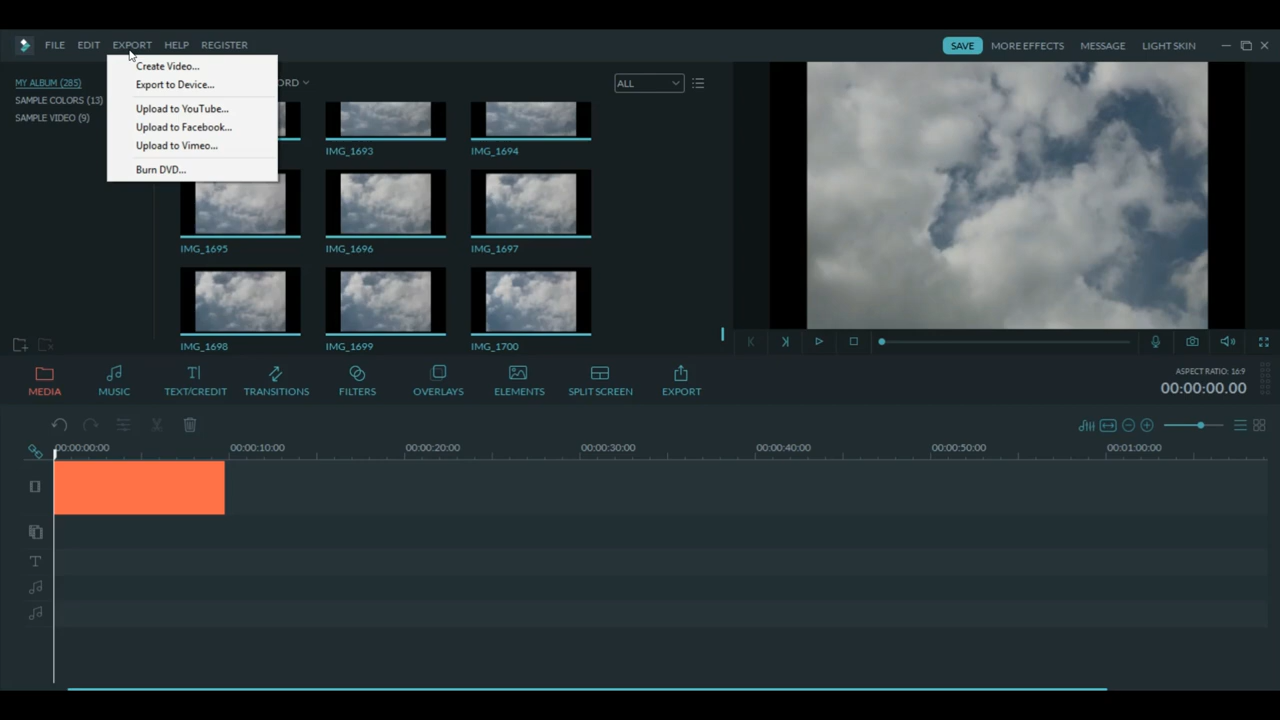 FILE EDIT EXPORT HELP REGISTER SAVE MORE EFFECTS MESSAGE LIGHT SKIN
Create Video...
Export to Device...
Upload to YouTube...
Upload to Facebook...
Upload to Vimeo...
Burn DVD...
MY ALBUM (285)
SAMPLE COLORS (13)
SAMPLE VIDEO (9)
ORD
ALL
IMG_1693 IMG_1694
IMG_1695 IMG_1696 IMG_1697
IMG_1698 IMG_1699 IMG_1700
MEDIA MUSIC TEXT/CREDIT TRANSITIONS FILTERS OVERLAYS ELEMENTS SPLIT SCREEN EXPORT
ASPECT RATIO: 16:9
00:00:00.00
00:00:00:00 00:00:10:00 00:00:20:00 00:00:30:00 00:00:40:00 00:00:50:00 00:01:00:00